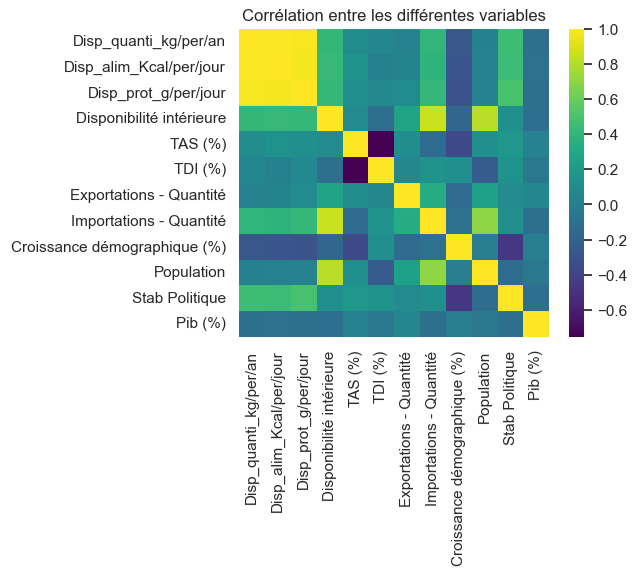 Corrélation entre les différentes variables
Disp_quanti_kg/per/an
Disp_alim_Kcal/per/jour
Disp_prot_g/per/jour
Disponibilité intérieure
TAS (%)
TDI (%)
Exportations - Quantité
Importations - Quantité
Croissance démographique (%)
Population
Stab Politique
Pib (%)
Disp_quanti_kg/per/an
Disp_alim_Kcal/per/jour
Disp_prot_g/per/jour
Disponibilité intérieure
TAS (%)
TDI (%)
Exportations - Quantité
Importations - Quantité
Croissance démographique (%)
Population
Stab Politique
Pib (%)
1.0
0.8
0.6
0.4
0.2
0.0
−0.2
−0.4
−0.6